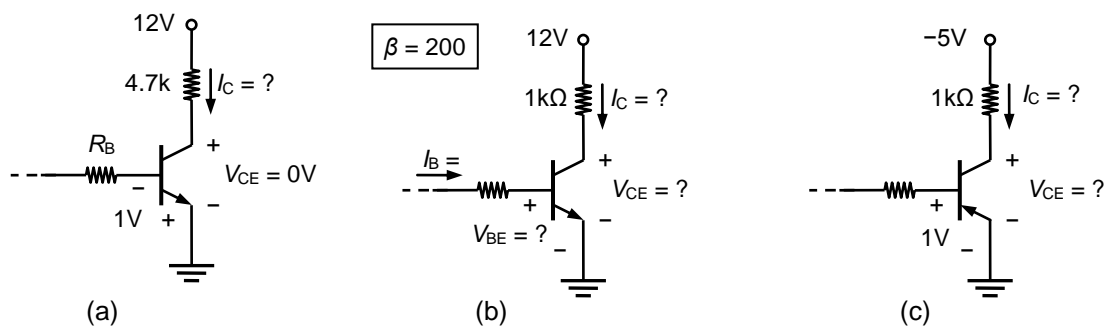 12V
4.7k
I_C = ?
R_B
+
−
V_CE = 0V
1V
+
−
(a)
β = 200
12V
1kΩ
I_C = ?
I_B =
+
+
V_CE = ?
V_BE = ?
−
−
(b)
−5V
1kΩ
I_C = ?
+
+
V_CE = ?
1V
−
−
(c)